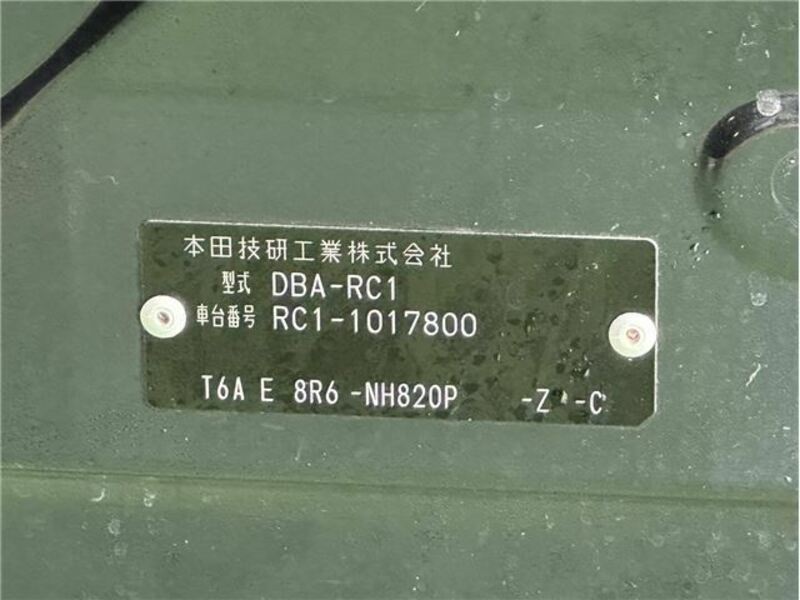 本田技研工業株式会社
型式 DBA-RC1
車台番号 RC1-1017800
T6A E 8R6 -NH820P -Z -C